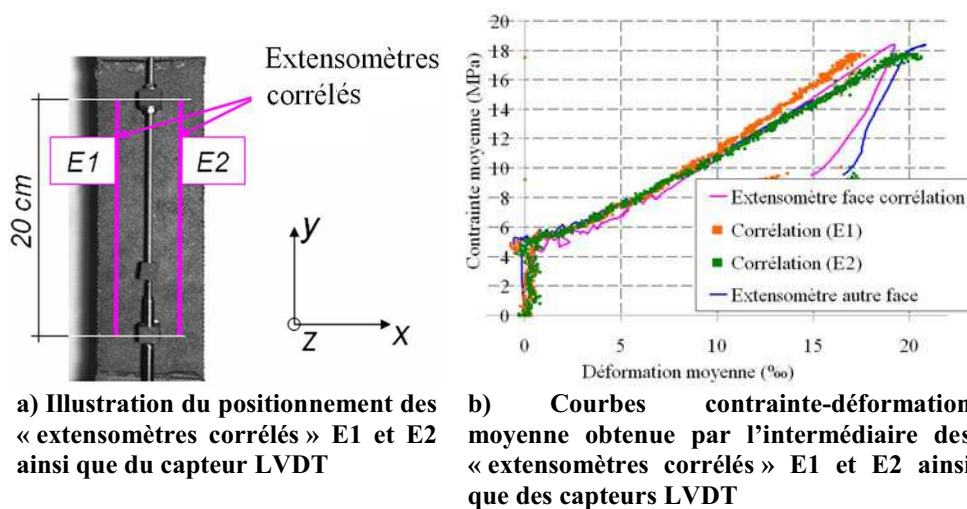 Extensomètres
corrélés
E1
E2
20 cm
y
x
z
b)
Contrainte moyenne (MPa)
20
18
16
14
12
10
8
6
4
2
0
Extensomètre face corrélation
Corrélation (E1)
Corrélation (E2)
Extensomètre autre face
0 5 10 15 20
Déformation moyenne (‰)
a) Illustration du positionnement des
« extensomètres corrélés » E1 et E2
ainsi que du capteur LVDT
b) Courbes contrainte-déformation
moyenne obtenue par l'intermédiaire des
« extensomètres corrélés » E1 et E2 ainsi
que des capteurs LVDT